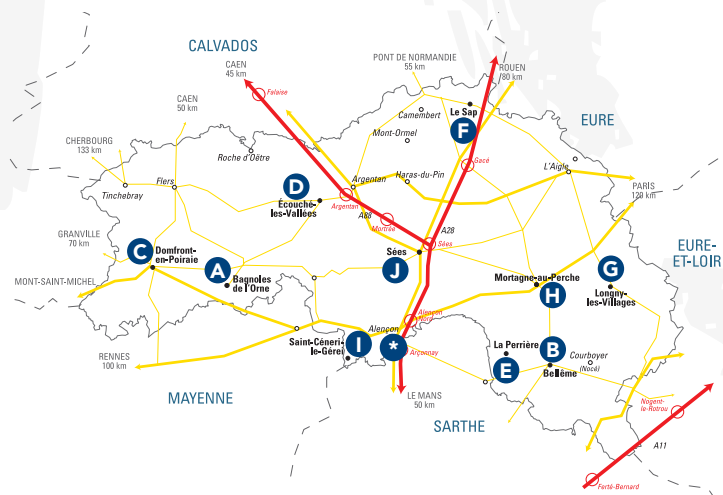 CALVADOS
CAEN
45 km
PONT DE NORMANDIE
55 km
ROUEN
80 km
CAEN
50 km
Falaise
Camembert
Le Sap
F
EURE
CHERBOURG
133 km
Mont-Ormel
Roche d'Oëtre
Gacé
L'Aigle
Tinchebray
Flers
D
Argentan
Haras-du-Pin
PARIS
120 km
Écouché-
les-Vallées
Argentan
A88
Mortrée
A28
Sées
GRANVILLE
70 km
C
Domfront-
en-Poiraie
A
Bagnoles
de l'Orne
Sées
J
EURE-
ET-LOIR
G
MONT-SAINT-MICHEL
Mortagne-au-Perche
H
Longny-
les-Villages
Alençon
Nord
Alençon
Saint-Céneri-
le-Gérei
I
*
Arçonnay
La Perrière
E
B
Bellême
Courboyer
(Nocé)
RENNES
100 km
MAYENNE
LE MANS
50 km
SARTHE
Nogent-
le-Rotrou
A11
Ferté-Bernard